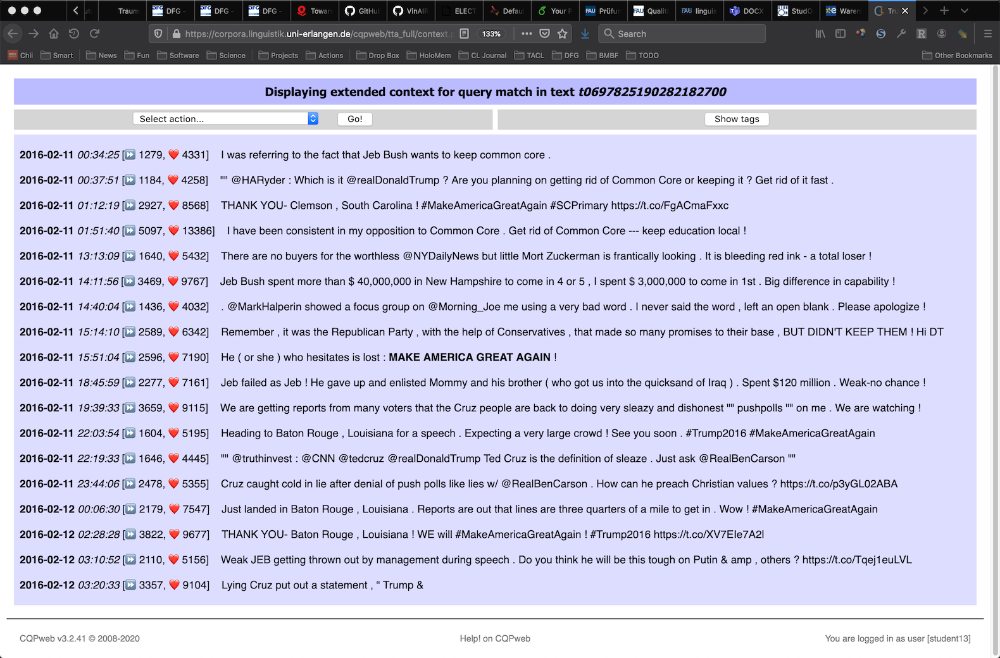 Traum
DFG -
DFG -
DFG -
Towar
GitHub
VinAIR
ELECT
Defau
Your P
FAU Prüfun
FAU Qualit
FAU linguis
DOCX
StudO
Waren
Tru
https://corpora.linguistik.uni-erlangen.de/cqpweb/tta_full/context.p
133%
Search
Chii
Smart
News
Fun
Software
Science
Projects
Actions
Drop Box
HoloMem
CL Journal
TACL
DFG
BMBF
TODO
Other Bookmarks
Displaying extended context for query match in text t0697825190282182700
Select action...
Go!
Show tags
2016-02-11 00:34:25 [⏩ 1279, ❤️ 4331] I was referring to the fact that Jeb Bush wants to keep common core .
2016-02-11 00:37:51 [⏩ 1184, ❤️ 4258] "" @HARyder : Which is it @realDonaldTrump ? Are you planning on getting rid of Common Core or keeping it ? Get rid of it fast .
2016-02-11 01:12:19 [⏩ 2927, ❤️ 8568] THANK YOU- Clemson , South Carolina ! #MakeAmericaGreatAgain #SCPrimary https://t.co/FgACmaFxxc
2016-02-11 01:51:40 [⏩ 5097, ❤️ 13386] I have been consistent in my opposition to Common Core . Get rid of Common Core --- keep education local !
2016-02-11 13:13:09 [⏩ 1640, ❤️ 5432] There are no buyers for the worthless @NYDailyNews but little Mort Zuckerman is frantically looking . It is bleeding red ink - a total loser !
2016-02-11 14:11:56 [⏩ 3469, ❤️ 9767] Jeb Bush spent more than $ 40,000,000 in New Hampshire to come in 4 or 5 , I spent $ 3,000,000 to come in 1st . Big difference in capability !
2016-02-11 14:40:04 [⏩ 1436, ❤️ 4032] . @MarkHalperin showed a focus group on @Morning_Joe me using a very bad word . I never said the word , left an open blank . Please apologize !
2016-02-11 15:14:10 [⏩ 2589, ❤️ 6342] Remember , it was the Republican Party , with the help of Conservatives , that made so many promises to their base , BUT DIDN'T KEEP THEM ! Hi DT
2016-02-11 15:51:04 [⏩ 2596, ❤️ 7190] He ( or she ) who hesitates is lost : MAKE AMERICA GREAT AGAIN !
2016-02-11 18:45:59 [⏩ 2277, ❤️ 7161] Jeb failed as Jeb ! He gave up and enlisted Mommy and his brother ( who got us into the quicksand of Iraq ) . Spent $120 million . Weak-no chance !
2016-02-11 19:39:33 [⏩ 3659, ❤️ 9115] We are getting reports from many voters that the Cruz people are back to doing very sleazy and dishonest "" pushpolls "" on me . We are watching !
2016-02-11 22:03:54 [⏩ 1604, ❤️ 5195] Heading to Baton Rouge , Louisiana for a speech . Expecting a very large crowd ! See you soon . #Trump2016 #MakeAmericaGreatAgain
2016-02-11 22:19:33 [⏩ 1646, ❤️ 4445] "" @truthinvest : @CNN @tedcruz @realDonaldTrump Ted Cruz is the definition of sleaze . Just ask @RealBenCarson ""
2016-02-11 23:44:06 [⏩ 2478, ❤️ 5355] Cruz caught cold in lie after denial of push polls like lies w/ @RealBenCarson . How can he preach Christian values ? https://t.co/p3yGL02ABA
2016-02-12 00:06:30 [⏩ 2179, ❤️ 7547] Just landed in Baton Rouge , Louisiana . Reports are out that lines are three quarters of a mile to get in . Wow ! #MakeAmericaGreatAgain
2016-02-12 02:28:28 [⏩ 3822, ❤️ 9677] THANK YOU- Baton Rouge , Louisiana ! WE will #MakeAmericaGreatAgain ! #Trump2016 https://t.co/XV7EIe7A2l
2016-02-12 03:10:52 [⏩ 2110, ❤️ 5156] Weak JEB getting thrown out by management during speech . Do you think he will be this tough on Putin & amp , others ? https://t.co/Tqej1euLVL
2016-02-12 03:20:33 [⏩ 3357, ❤️ 9104] Lying Cruz put out a statement , “ Trump &
CQPweb v3.2.41 © 2008-2020
Help! on CQPweb
You are logged in as user [student13]